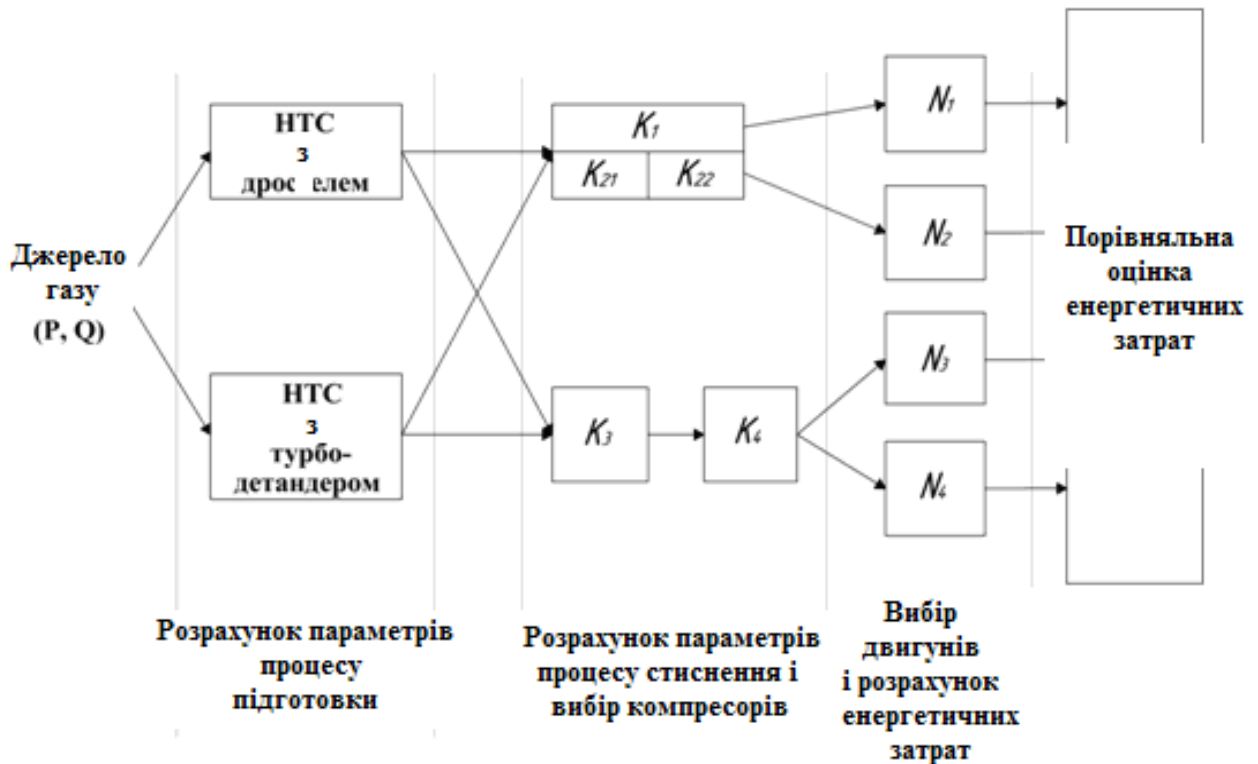 Джерело
газу
(P, Q)
НТС
з
дрос елем
НТС
з
турбо-
детандером
K1
K21
K22
K3
K4
N1
N2
N3
N4
Порівняльна
оцінка
енергетичних
затрат
Розрахунок параметрів
процесу
підготовки
Розрахунок параметрів
процесу стиснення і
вибір компресорів
Вибір
двигунів
і розрахунок
енергетичних
затрат